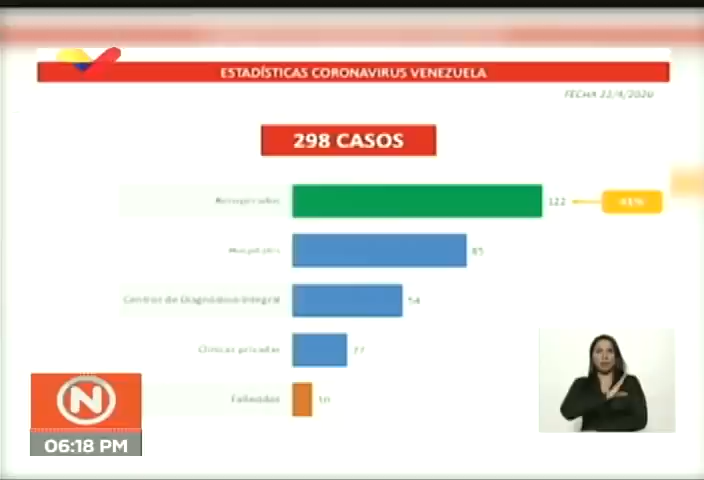 ESTADÍSTICAS CORONAVIRUS VENEZUELA
FECHA 22/4/2020
298 CASOS
Recuperados
122
41%
Hospitales
85
Centros de Diagnóstico Integral
54
Clínicas privadas
27
Fallecidos
10
N
06:18 PM